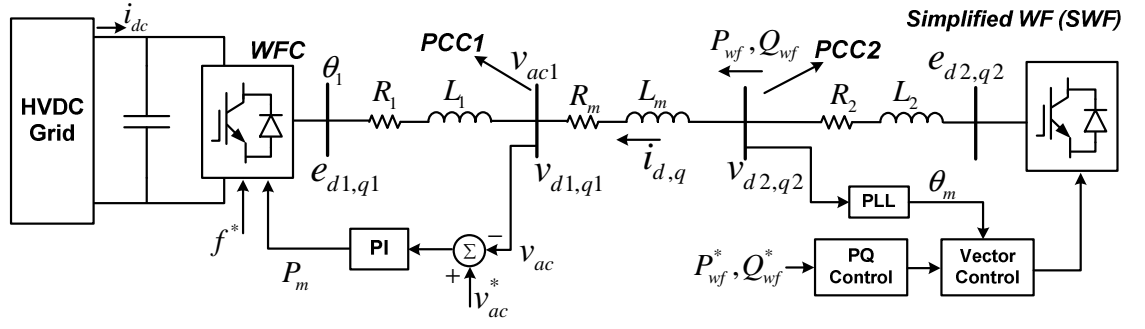 Simplified WF (SWF)
i_dc
WFC
PCC1
P_wf, Q_wf
PCC2
HVDC
Grid
θ_1
R_1
L_1
v_ac1
R_m
L_m
R_2
L_2
e_d2,q2
i_d,q
e_d1,q1
v_d1,q1
v_d2,q2
PLL
θ_m
f*
P_m
PI
Σ
−
+
v_ac
v*_ac
P*_wf, Q*_wf
PQ
Control
Vector
Control